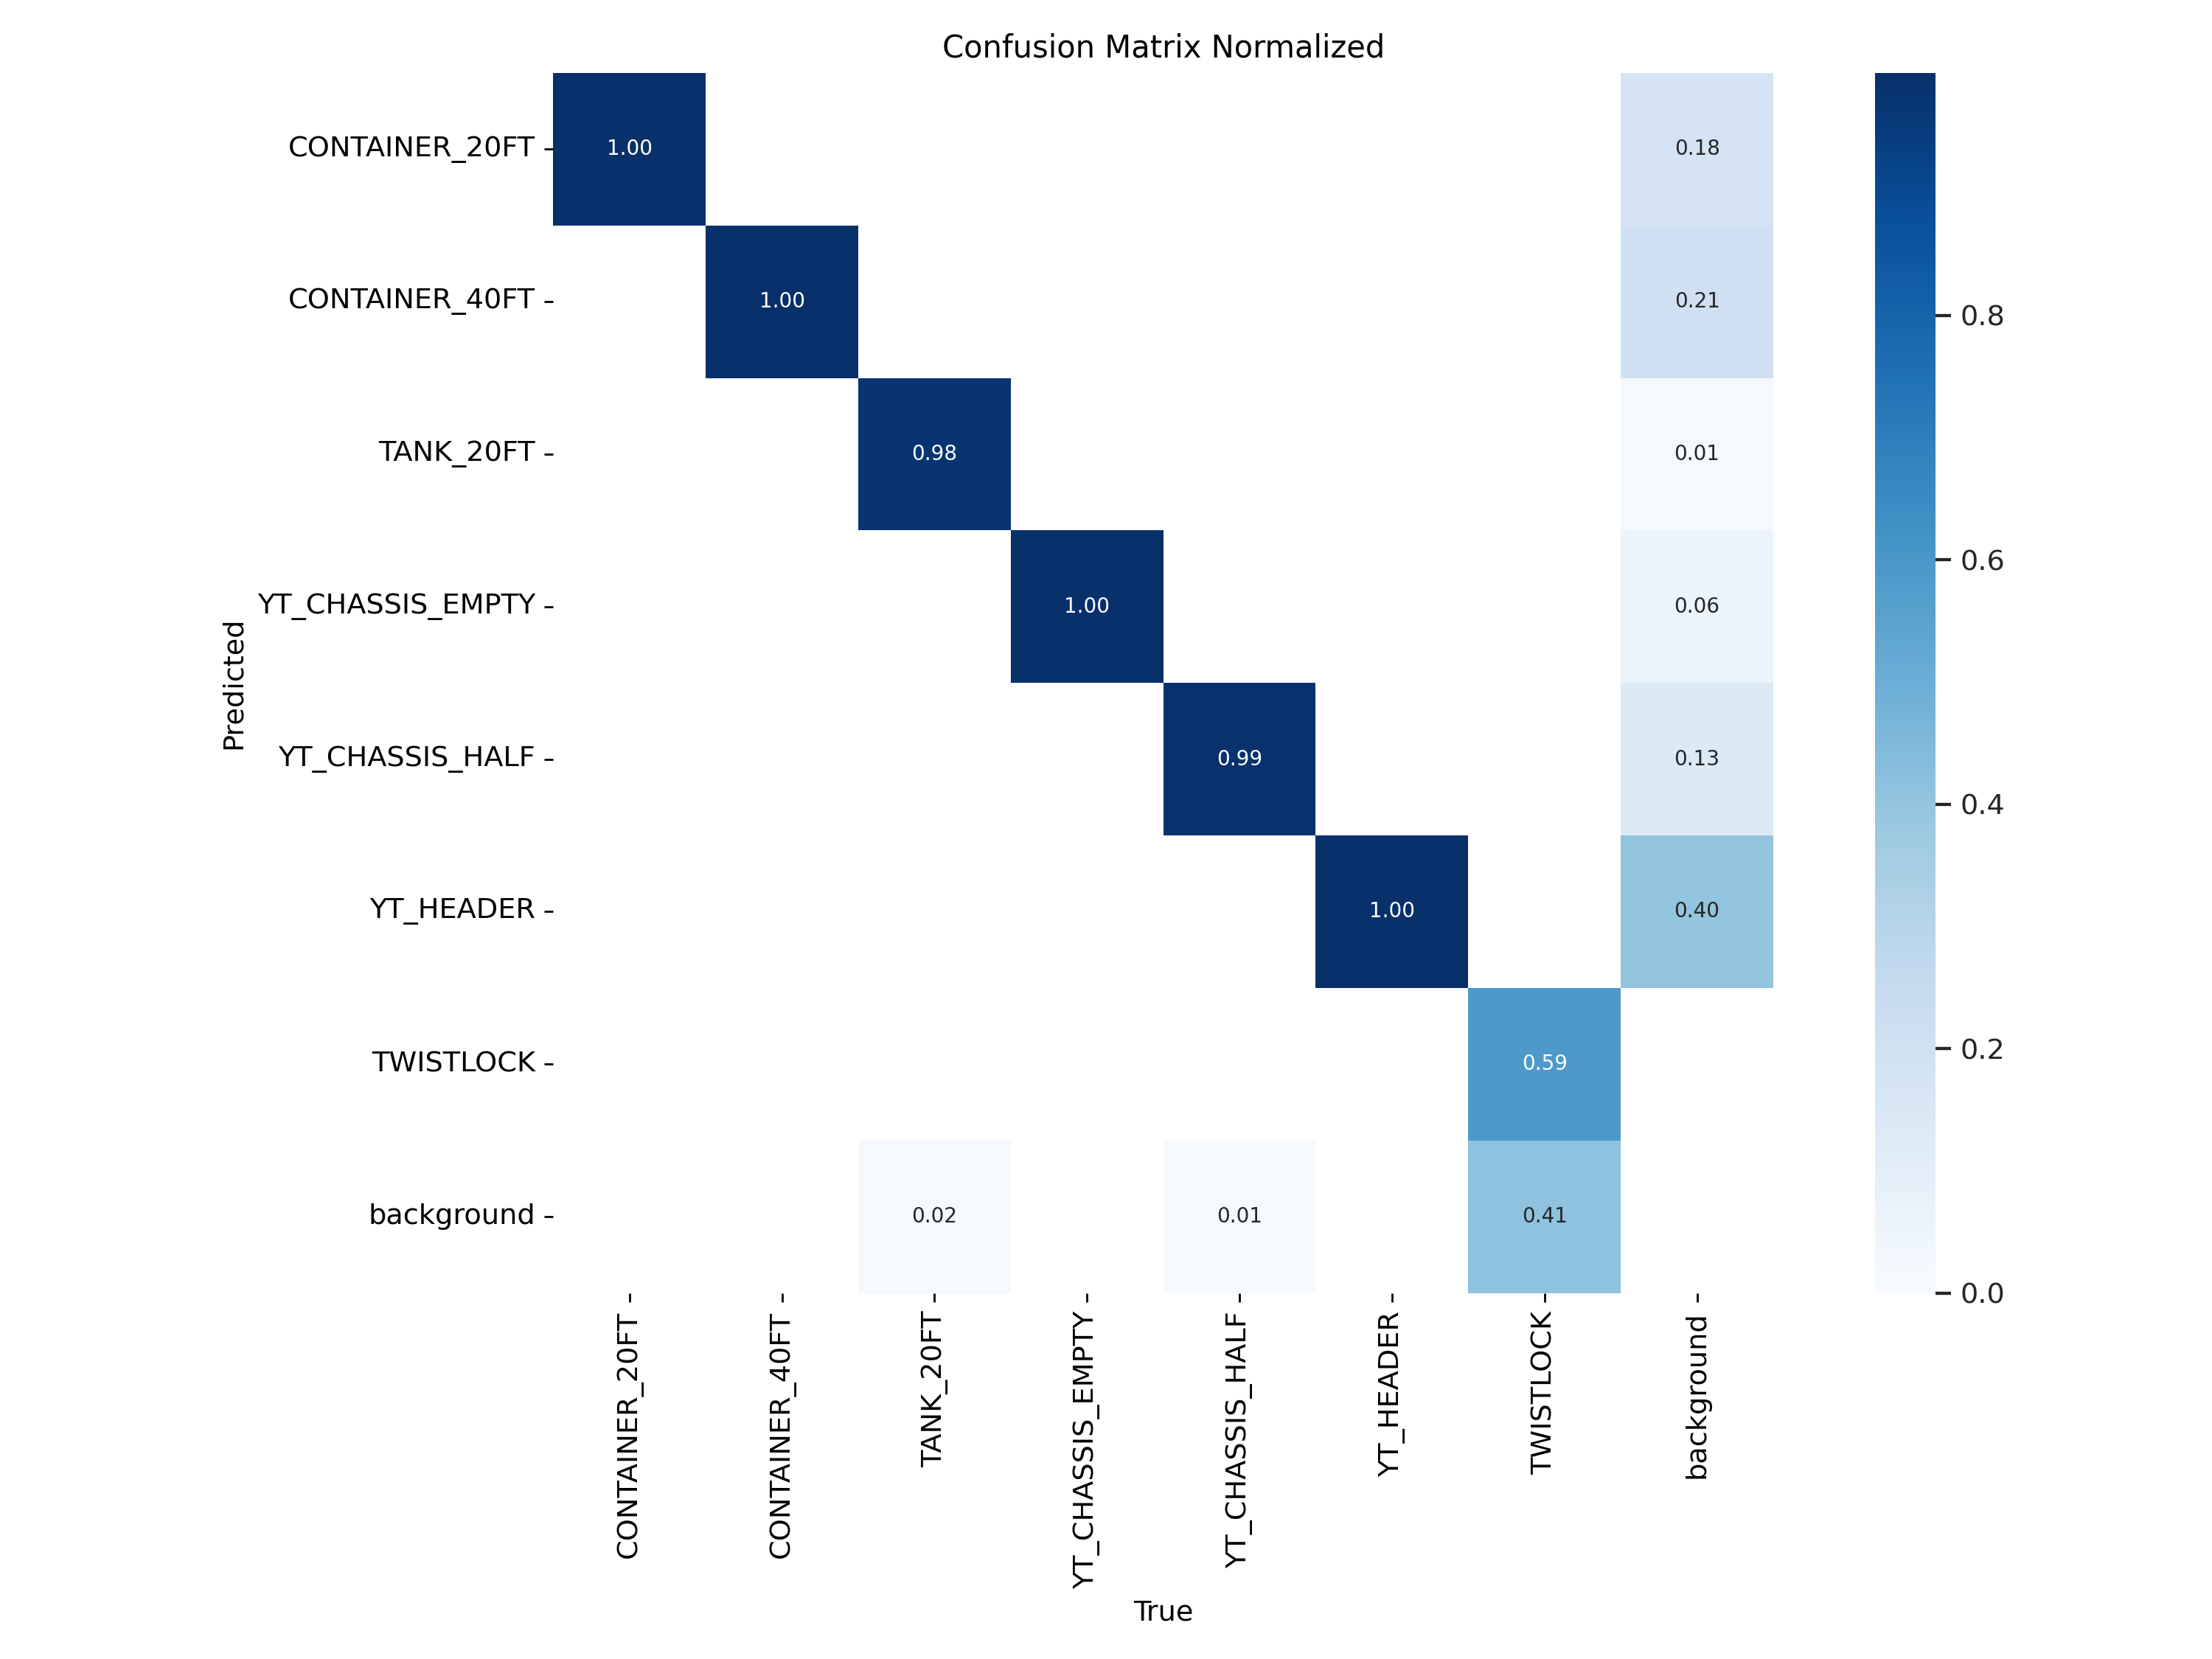 Confusion Matrix Normalized
CONTAINER_20FT 1.00 0.18
CONTAINER_40FT 1.00 0.21
0.8
TANK_20FT 0.98 0.01
0.6
YT_CHASSIS_EMPTY 1.00 0.06
Predicted
YT_CHASSIS_HALF 0.99 0.13
0.4
YT_HEADER 1.00 0.40
0.2
TWISTLOCK 0.59
background 0.02 0.01 0.41
0.0
CONTAINER_20FT
CONTAINER_40FT
TANK_20FT
YT_CHASSIS_EMPTY
YT_CHASSIS_HALF
YT_HEADER
TWISTLOCK
background
True